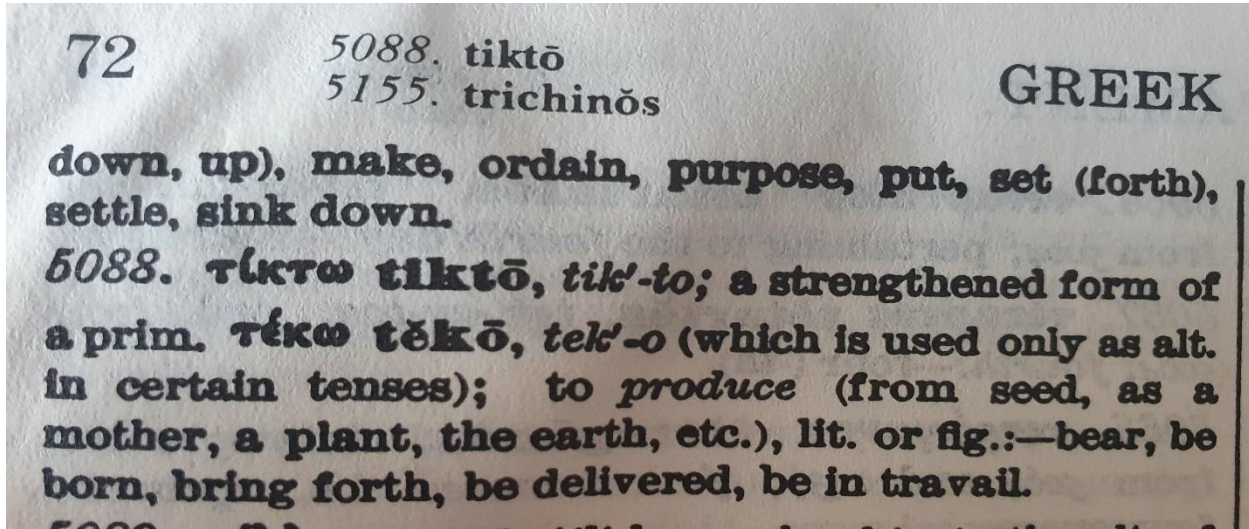 72
5088. tiktō
5155. trichinŏs
GREEK
down, up), make, ordain, purpose, put, set (forth),
settle, sink down.
5088. τίκτω tiktō, tik'-to; a strengthened form of
a prim. τέκω tĕkō, tek'-o (which is used only as alt.
in certain tenses); to produce (from seed, as a
mother, a plant, the earth, etc.), lit. or fig.:—bear, be
born, bring forth, be delivered, be in travail.